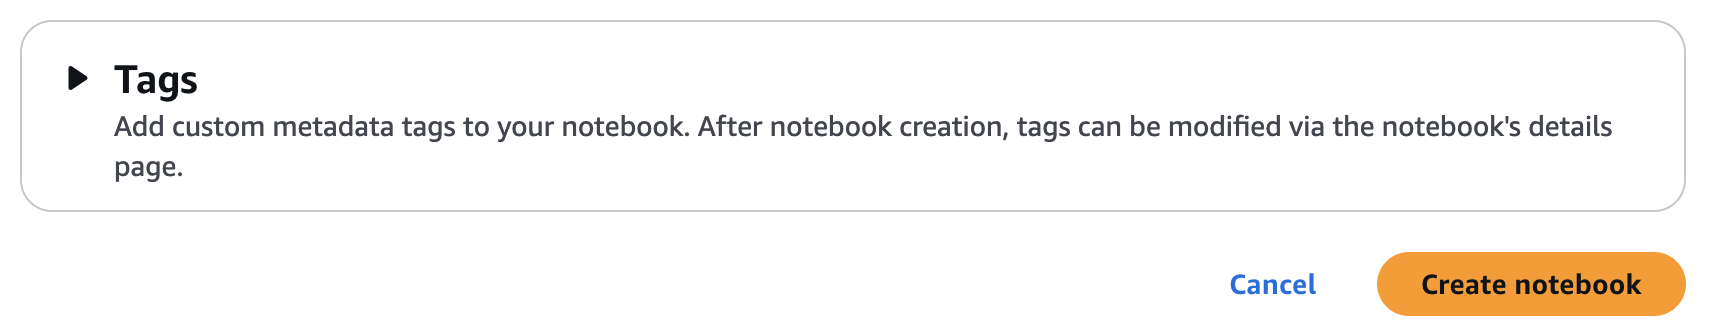 Tags
Add custom metadata tags to your notebook. After notebook creation, tags can be modified via the notebook's details
page.
Cancel
Create notebook